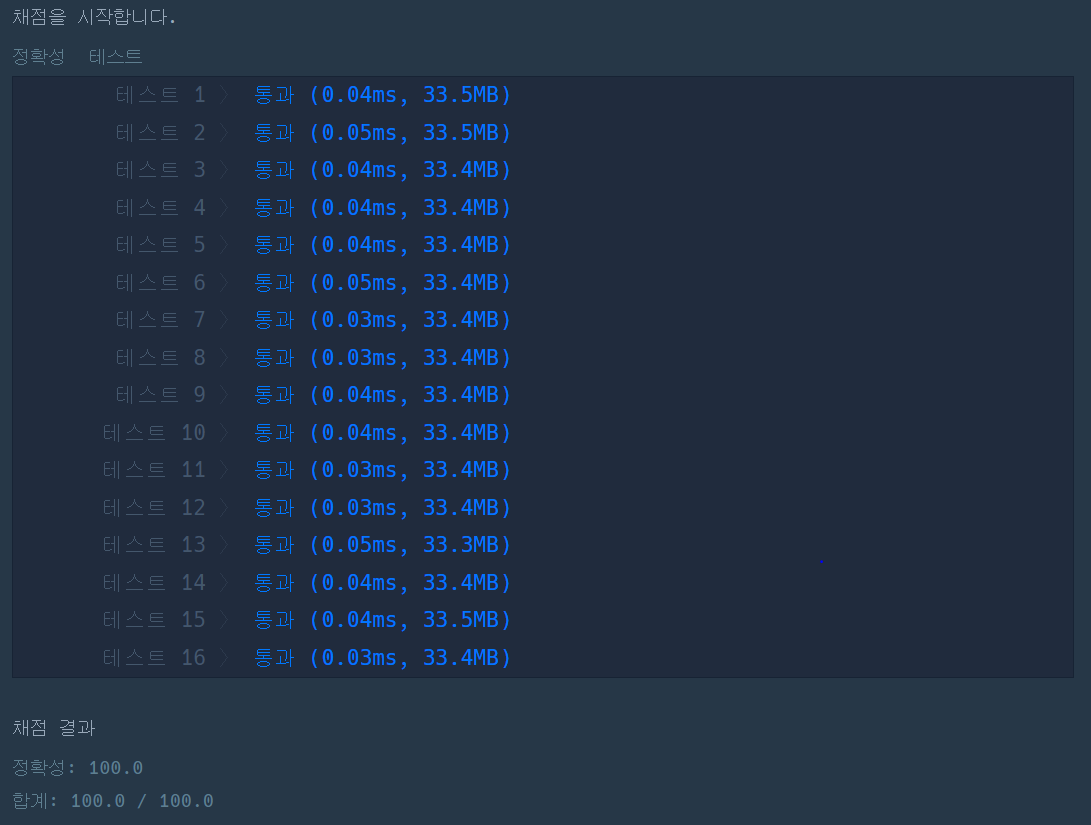 채점을 시작합니다.
정확성 테스트
테스트 1 〉 통과 (0.04ms, 33.5MB)
테스트 2 〉 통과 (0.05ms, 33.5MB)
테스트 3 〉 통과 (0.04ms, 33.4MB)
테스트 4 〉 통과 (0.04ms, 33.4MB)
테스트 5 〉 통과 (0.04ms, 33.4MB)
테스트 6 〉 통과 (0.05ms, 33.4MB)
테스트 7 〉 통과 (0.03ms, 33.4MB)
테스트 8 〉 통과 (0.03ms, 33.4MB)
테스트 9 〉 통과 (0.04ms, 33.4MB)
테스트 10 〉 통과 (0.04ms, 33.4MB)
테스트 11 〉 통과 (0.03ms, 33.4MB)
테스트 12 〉 통과 (0.03ms, 33.4MB)
테스트 13 〉 통과 (0.05ms, 33.3MB)
테스트 14 〉 통과 (0.04ms, 33.4MB)
테스트 15 〉 통과 (0.04ms, 33.5MB)
테스트 16 〉 통과 (0.03ms, 33.4MB)
채점 결과
정확성: 100.0
합계: 100.0 / 100.0